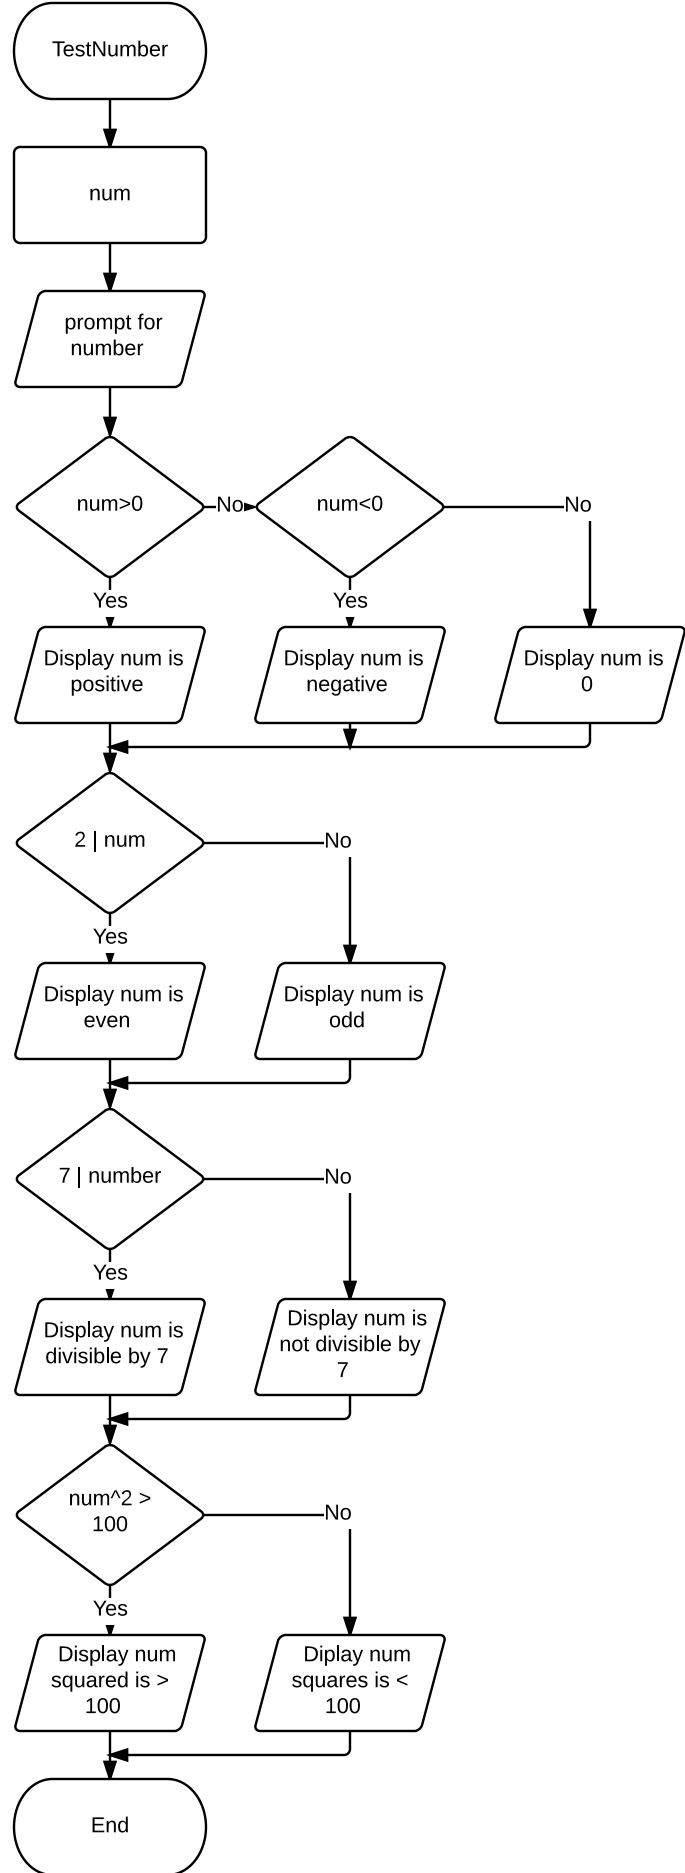 TestNumber
num
prompt for
number
num>0
No
num<0
No
Yes
Yes
Display num is
positive
Display num is
negative
Display num is
0
2 | num
No
Yes
Display num is
even
Display num is
odd
7 | number
No
Yes
Display num is
divisible by 7
Display num is
not divisible by
7
num^2 >
100
No
Yes
Display num
squared is >
100
Diplay num
squares is <
100
End